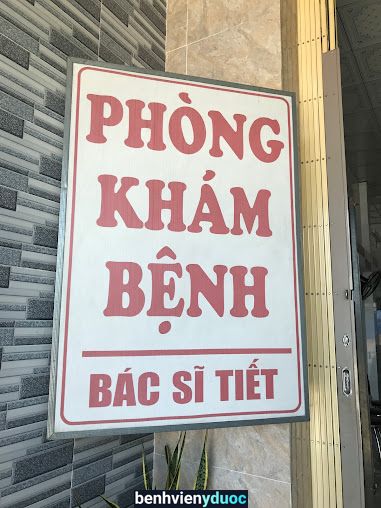 PHÒNG
KHÁM
BỆNH
BÁC SĨ TIẾT
benhvienyduoc